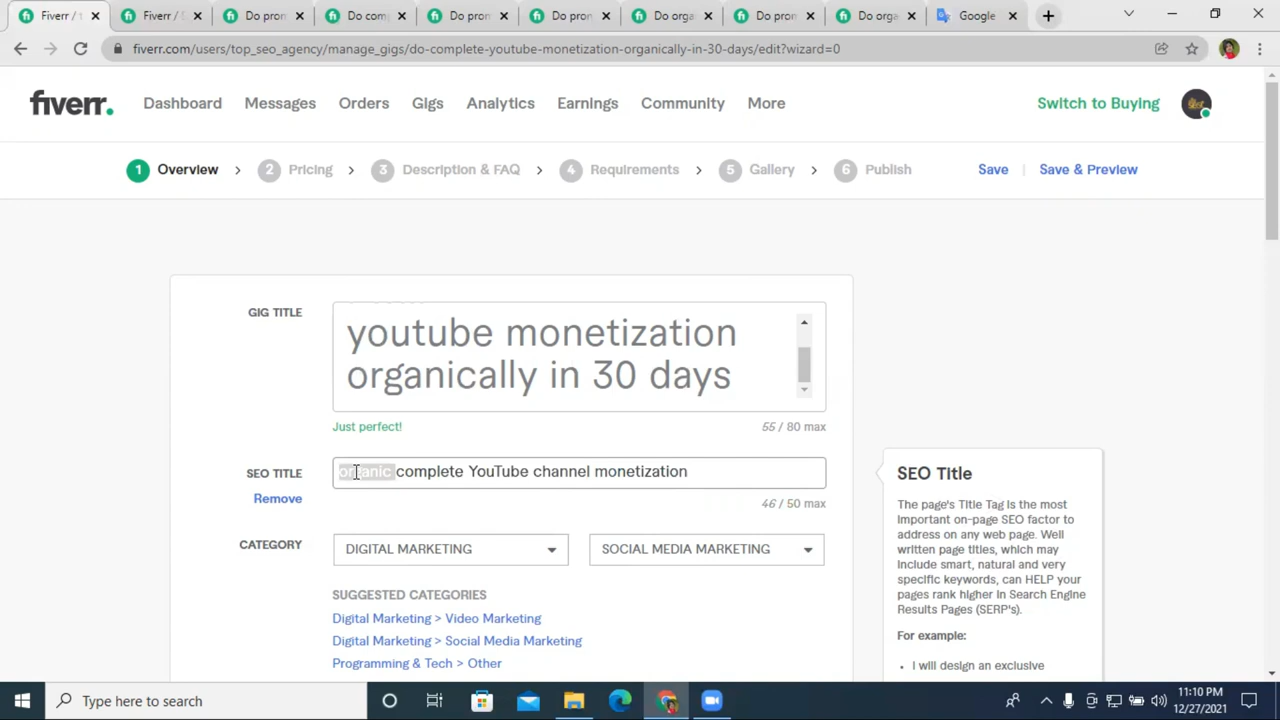 Fiverr /
Fiverr /
Do pron
Do comp
Do pron
Do pron
Do orga
Do pron
Do orga
Google
fiverr.com/users/top_seo_agency/manage_gigs/do-complete-youtube-monetization-organically-in-30-days/edit?wizard=0
fiverr.
Dashboard
Messages
Orders
Gigs
Analytics
Earnings
Community
More
Switch to Buying
1 Overview
2 Pricing
3 Description & FAQ
4 Requirements
5 Gallery
6 Publish
Save
Save & Preview
GIG TITLE
youtube monetization
organically in 30 days
Just perfect!
55 / 80 max
SEO TITLE
Remove
organic complete YouTube channel monetization
46 / 50 max
CATEGORY
DIGITAL MARKETING
SOCIAL MEDIA MARKETING
SUGGESTED CATEGORIES
Digital Marketing > Video Marketing
Digital Marketing > Social Media Marketing
Programming & Tech > Other
SEO Title
The page's Title Tag is the most
important on-page SEO factor to
address on any web page. Well
written page titles, which may
include smart, natural and very
specific keywords, can HELP your
pages rank higher in Search Engine
Results Pages (SERP's).
For example:
• I will design an exclusive
Type here to search
11:10 PM
12/27/2021